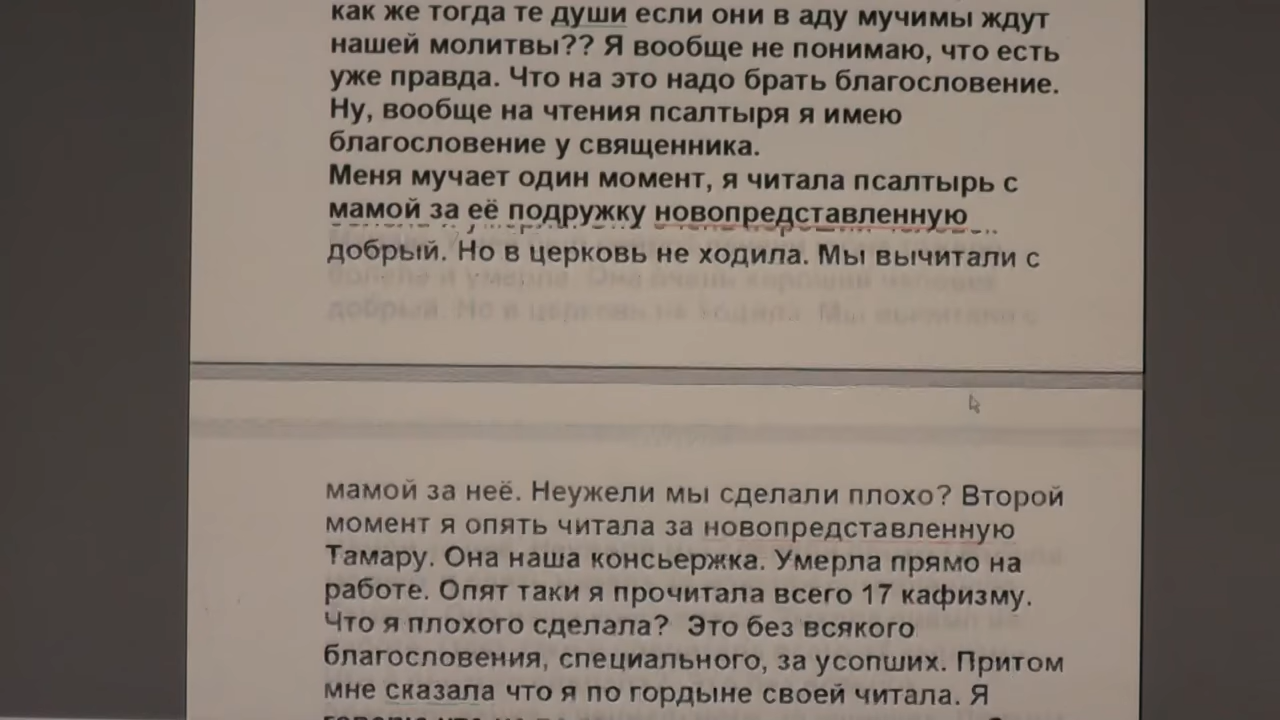 как же тогда те души если они в аду мучимы ждут
нашей молитвы?? Я вообще не понимаю, что есть
уже правда. Что на это надо брать благословение.
Ну, вообще на чтения псалтыря я имею
благословение у священника.
Меня мучает один момент, я читала псалтырь с
мамой за её подружку новопредставленную
добрый. Но в церковь не ходила. Мы вычитали с
мамой за неё. Неужели мы сделали плохо? Второй
момент я опять читала за новопредставленную
Тамару. Она наша консьержка. Умерла прямо на
работе. Опят таки я прочитала всего 17 кафизму.
Что я плохого сделала? Это без всякого
благословения, специального, за усопших. Притом
мне сказала что я по гордыне своей читала. Я